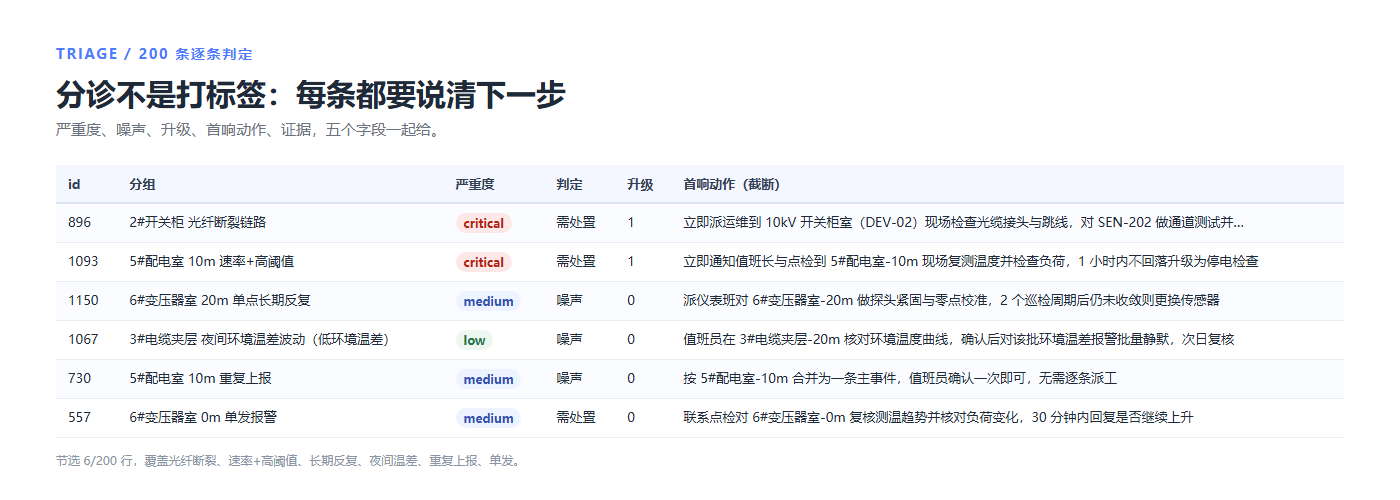 TRIAGE / 200 条逐条判定
分诊不是打标签：每条都要说清下一步
严重度、噪声、升级、首响动作、证据，五个字段一起给。
id 分组 严重度 判定 升级 首响动作（截断）
896 2#开关柜 光纤断裂链路 critical 需处置 1 立即派运维到 10kV 开关柜室（DEV-02）现场检查光缆接头与跳线，对 SEN-202 做通道测试并…
1093 5#配电室 10m 速率+高阈值 critical 需处置 1 立即通知值班长与点检到 5#配电室-10m 现场复测温度并检查负荷，1 小时内不回落升级为停电检查
1150 6#变压器室 20m 单点长期反复 medium 噪声 0 派仪表班对 6#变压器室-20m 做探头紧固与零点校准，2 个巡检周期后仍未收敛则更换传感器
1067 3#电缆夹层 夜间环境温差波动（低环境温差） low 噪声 0 值班员在 3#电缆夹层-20m 核对环境温度曲线，确认后对该批环境温差报警批量静默，次日复核
730 5#配电室 10m 重复上报 medium 噪声 0 按 5#配电室-10m 合并为一条主事件，值班员确认一次即可，无需逐条派工
557 6#变压器室 0m 单发报警 medium 需处置 0 联系点检对 6#变压器室-0m 复核测温趋势并核对负荷变化，30 分钟内回复是否继续上升
节选 6/200 行，覆盖光纤断裂、速率+高阈值、长期反复、夜间温差、重复上报、单发。